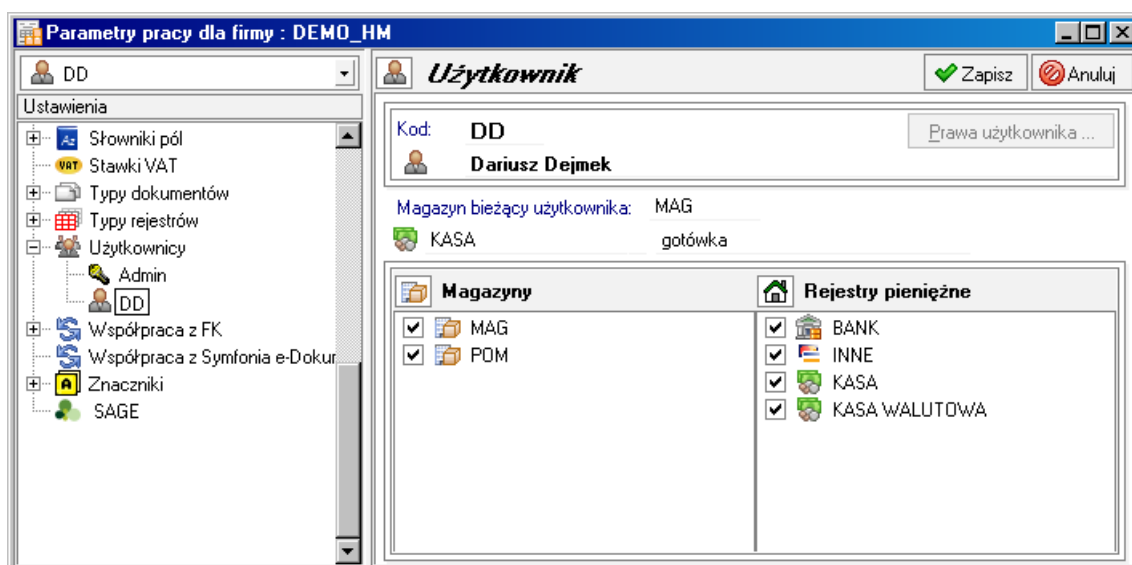 Parametry pracy dla firmy : DEMO_HM
DD
Ustawienia
Az Słowniki pól
VAT Stawki VAT
Typy dokumentów
Typy rejestrów
Użytkownicy
Admin
DD
Współpraca z FK
Współpraca z Symfonia e-Dokur
A Znaczniki
SAGE
Użytkownik
Zapisz
Anuluj
Kod: DD
Prawa użytkownika ...
Dariusz Dejmek
Magazyn bieżący użytkownika: MAG
KASA gotówka
Magazyny
MAG
POM
Rejestry pieniężne
BANK
INNE
KASA
KASA WALUTOWA